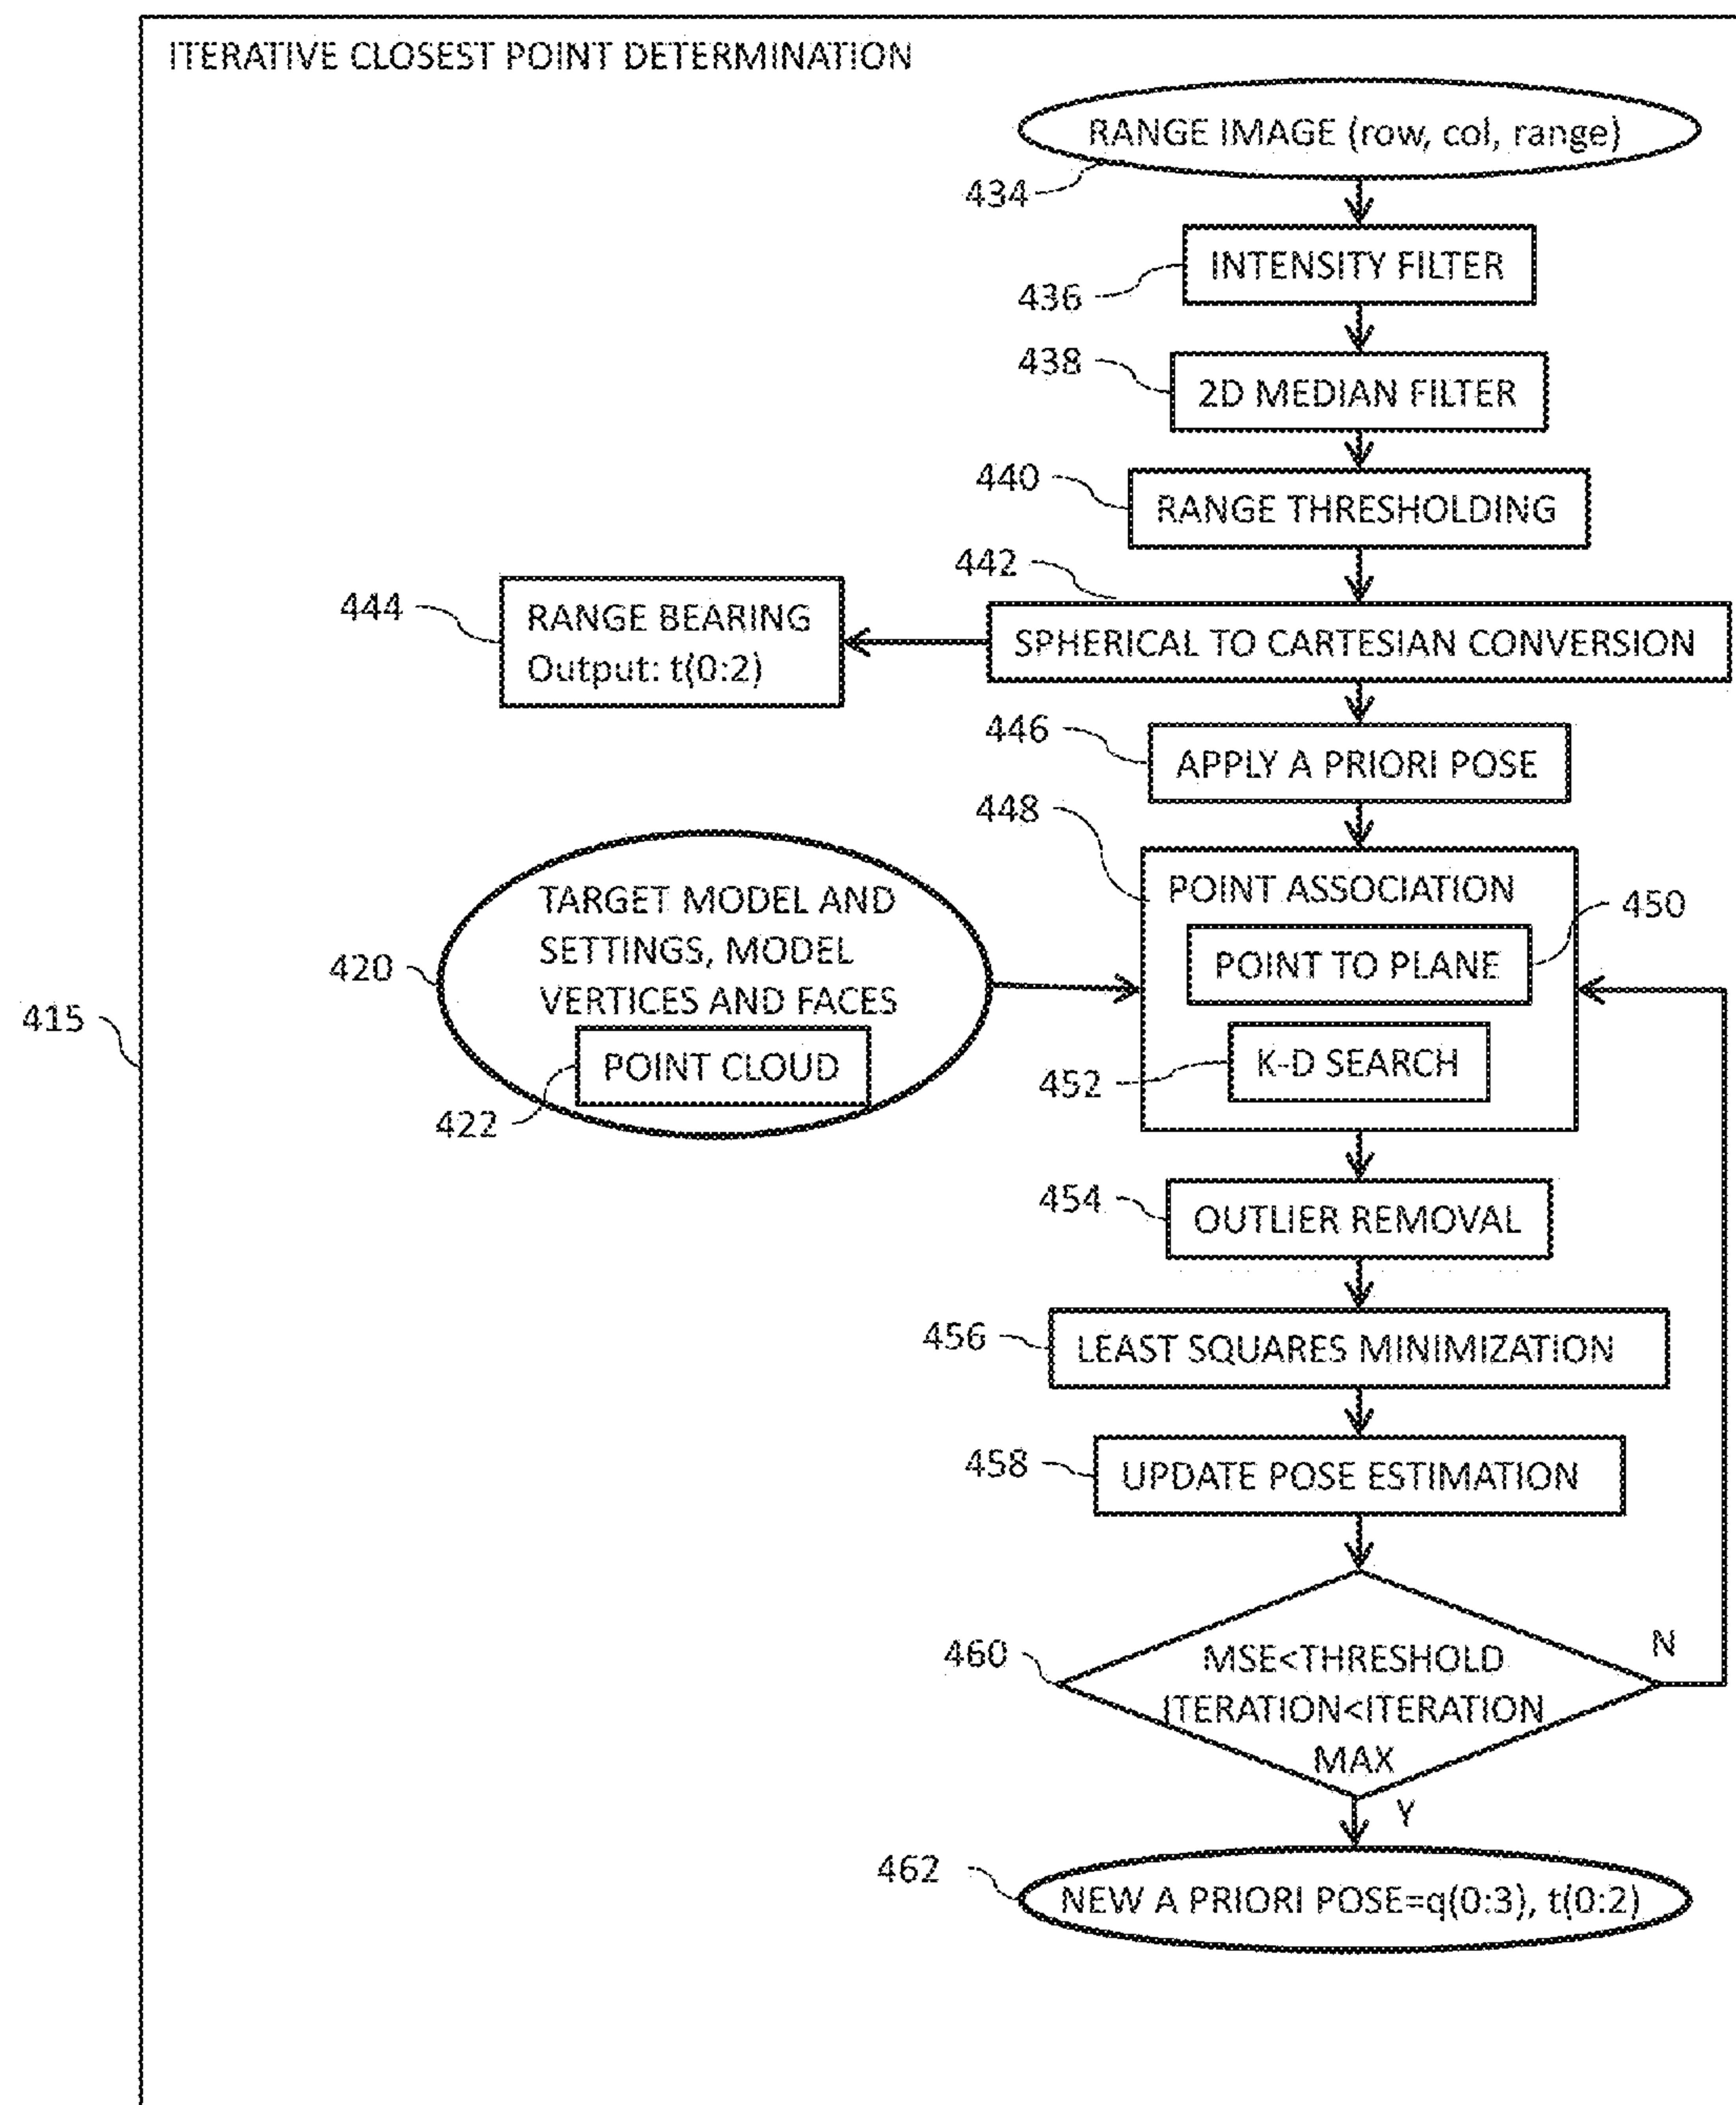 ITERATIVE CLOSEST POINT DETERMINATION
RANGE IMAGE (row, col, range)
434
INTENSITY FILTER
436
438
2D MEDIAN FILTER
440
RANGE THRESHOLDING
442
444
RANGE BEARING
Output: t(0:2)
SPHERICAL TO CARTESIAN CONVERSION
446
APPLY A PRIORI POSE
448
POINT ASSOCIATION
450
POINT TO PLANE
452
K-D SEARCH
TARGET MODEL AND
SETTINGS, MODEL
VERTICES AND FACES
420
POINT CLOUD
422
415
454
OUTLIER REMOVAL
456
LEAST SQUARES MINIMIZATION
458
UPDATE POSE ESTIMATION
460
MSE<THRESHOLD
ITERATION<ITERATION
MAX
N
Y
462
NEW A PRIORI POSE=q(0:3), t(0:2)